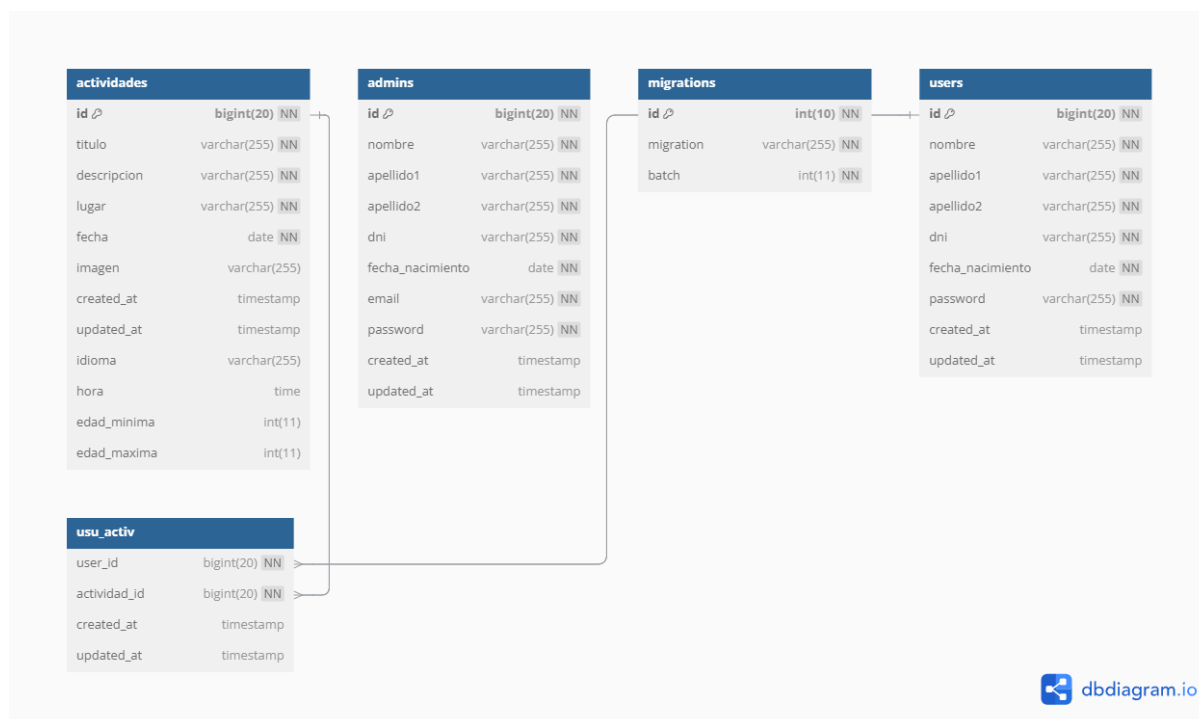 actividades
id bigint(20) NN
titulo varchar(255) NN
descripcion varchar(255) NN
lugar varchar(255) NN
fecha date NN
imagen varchar(255)
created_at timestamp
updated_at timestamp
idioma varchar(255)
hora time
edad_minima int(11)
edad_maxima int(11)
admins
id bigint(20) NN
nombre varchar(255) NN
apellido1 varchar(255) NN
apellido2 varchar(255) NN
dni varchar(255) NN
fecha_nacimiento date NN
email varchar(255) NN
password varchar(255) NN
created_at timestamp
updated_at timestamp
migrations
id int(10) NN
migration varchar(255) NN
batch int(11) NN
users
id bigint(20) NN
nombre varchar(255) NN
apellido1 varchar(255) NN
apellido2 varchar(255) NN
dni varchar(255) NN
fecha_nacimiento date NN
password varchar(255) NN
created_at timestamp
updated_at timestamp
usu_activ
user_id bigint(20) NN
actividad_id bigint(20) NN
created_at timestamp
updated_at timestamp
dbdiagram.io